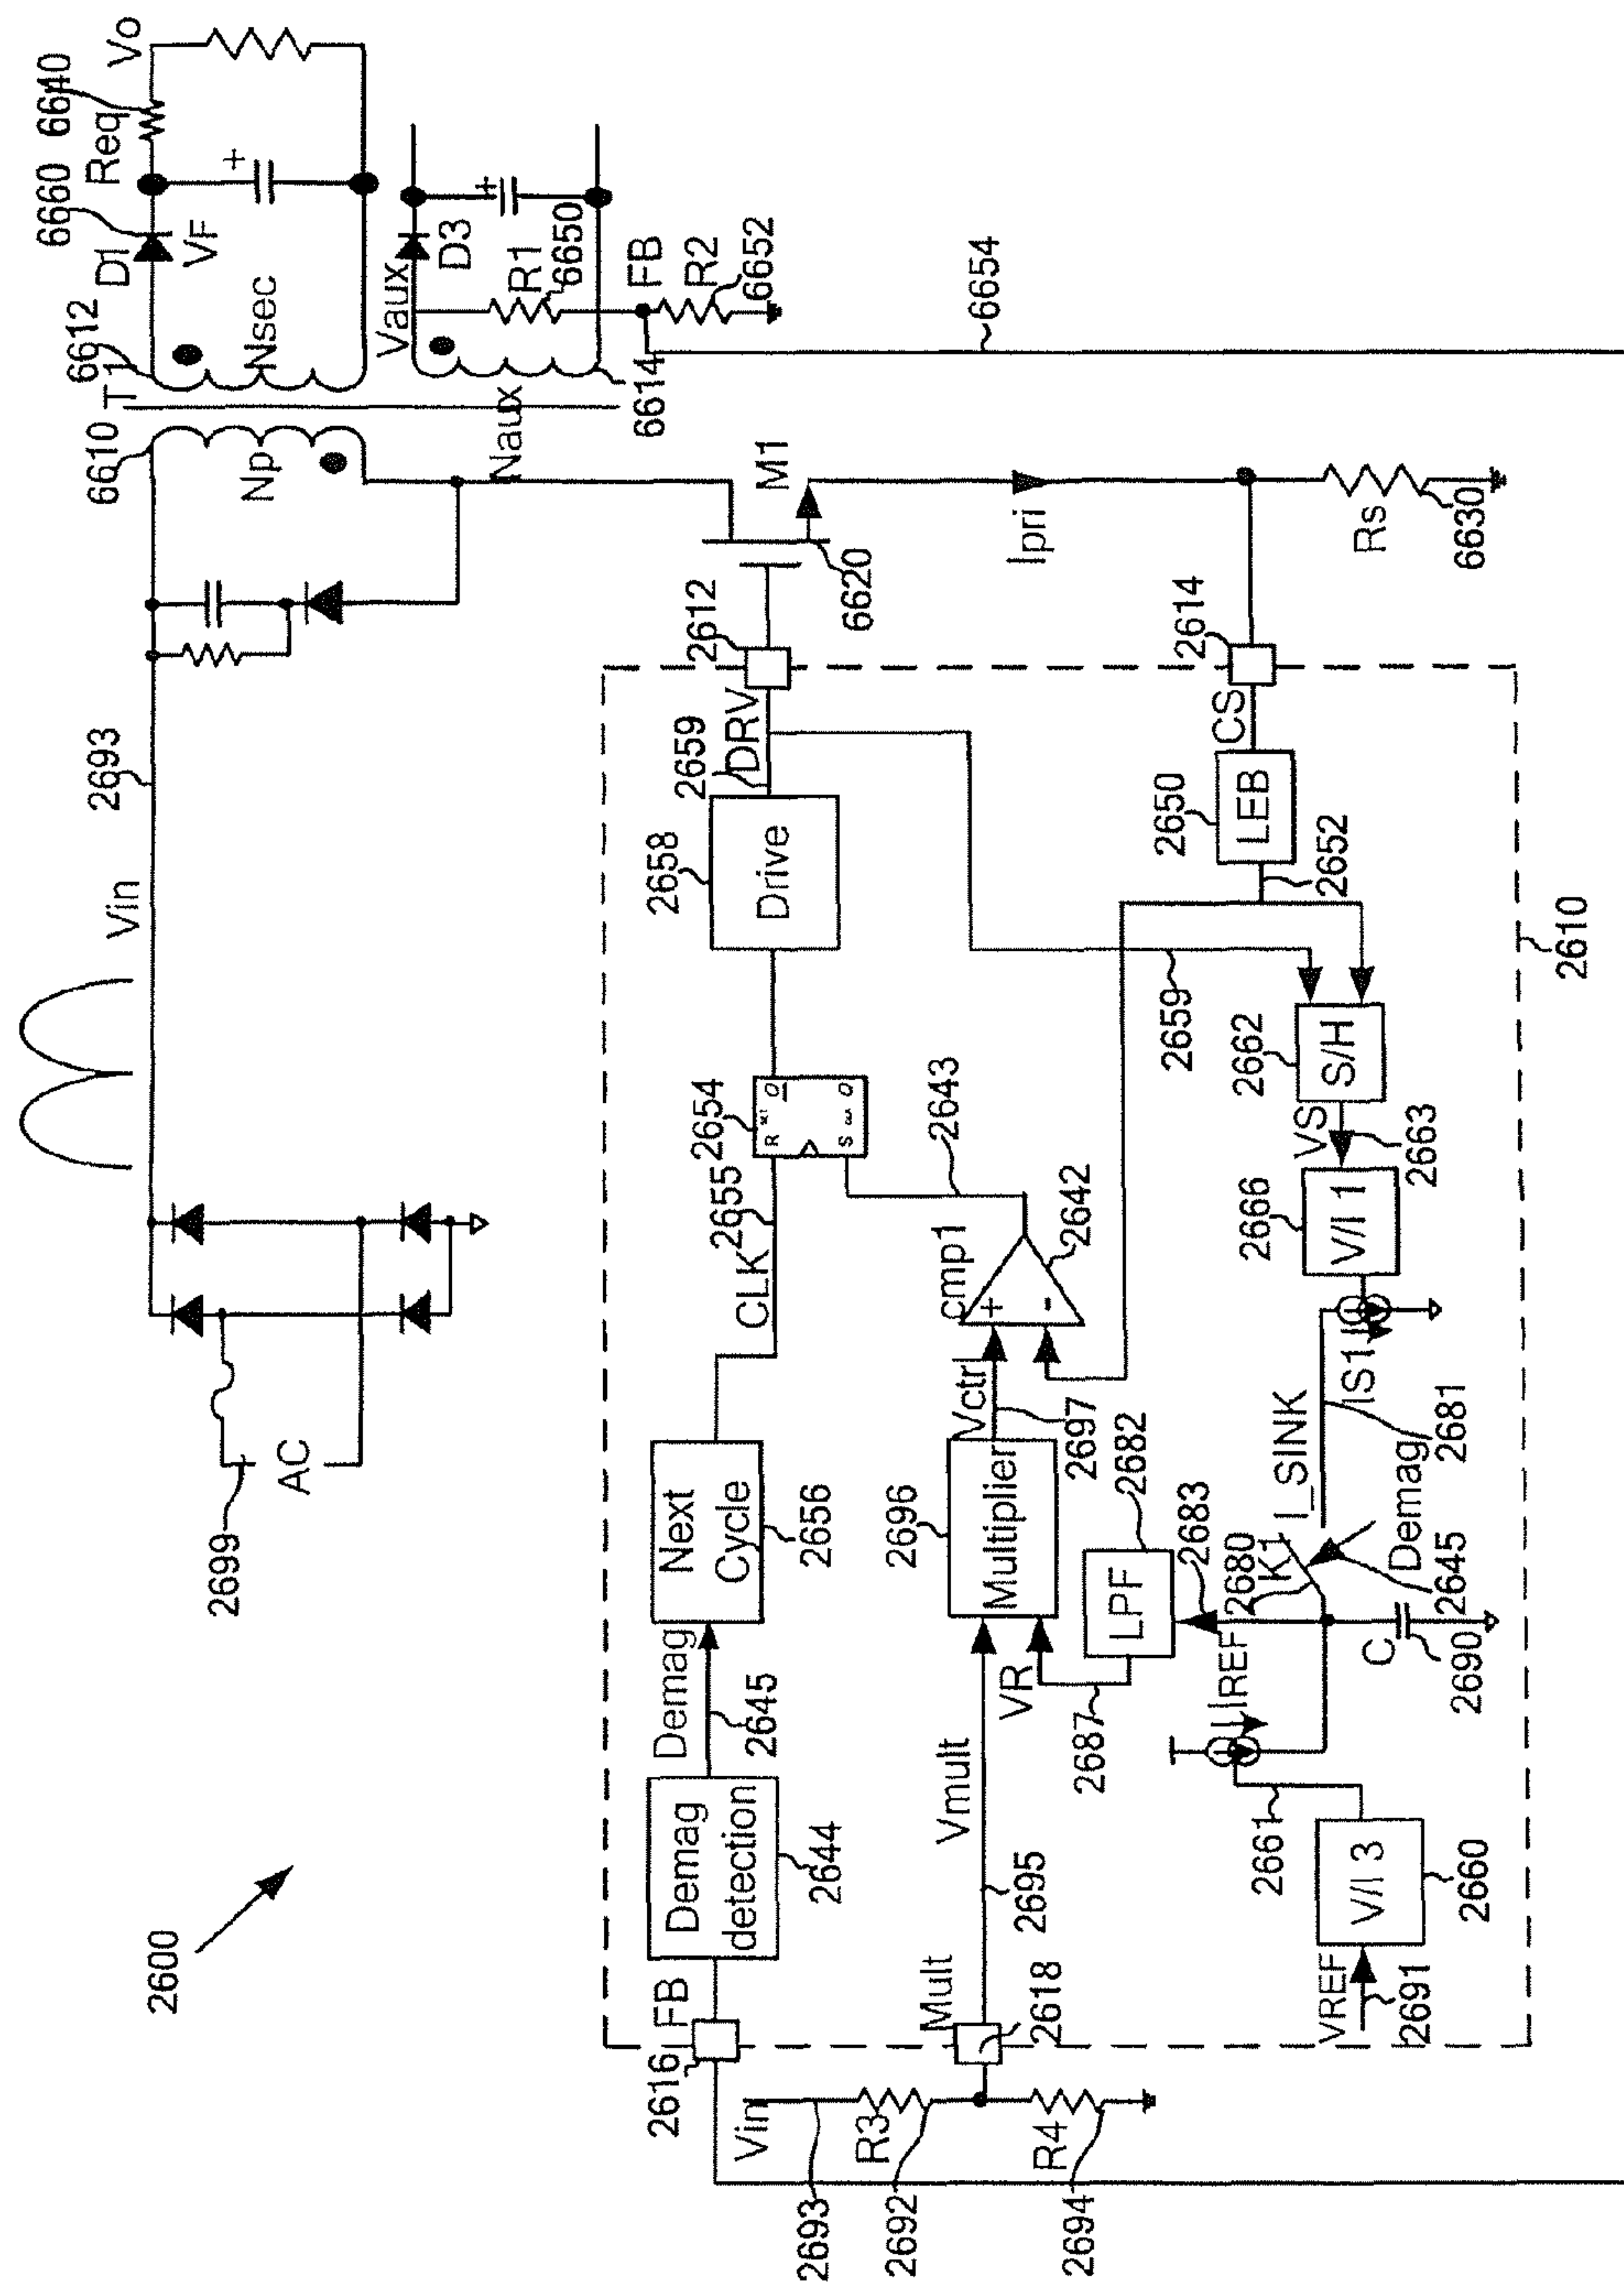 2600
2699
AC
Vin
2693
6610
Np
T1
6612
Nsec
D1
6660
VF
Req
6640
Vo
Naux
Vaux
6614
D3
R1
6650
FB
R2
6652
6654
M1
6620
Ipri
Rs
6630
2616
FB
Demag
detection
2644
Demag
2645
Next
Cycle
2656
CLK
2655
2654
R
Q
S
Q
2658
Drive
2659
DRV
2612
Vin
2693
R3
2692
R4
2694
Mult
2618
2695
Vmult
VR
2687
2696
Multiplier
Vctrl
2697
cmp1
+
-
2642
2643
2682
LPF
2683
2659
2650
LEB
CS
2614
2652
2662
S/H
VS
2663
2666
V/I 1
IS1
I_SINK
2681
2680
K1
Demag
2645
C
2690
IREF
2661
V/I 3
2660
VREF
2691
2610